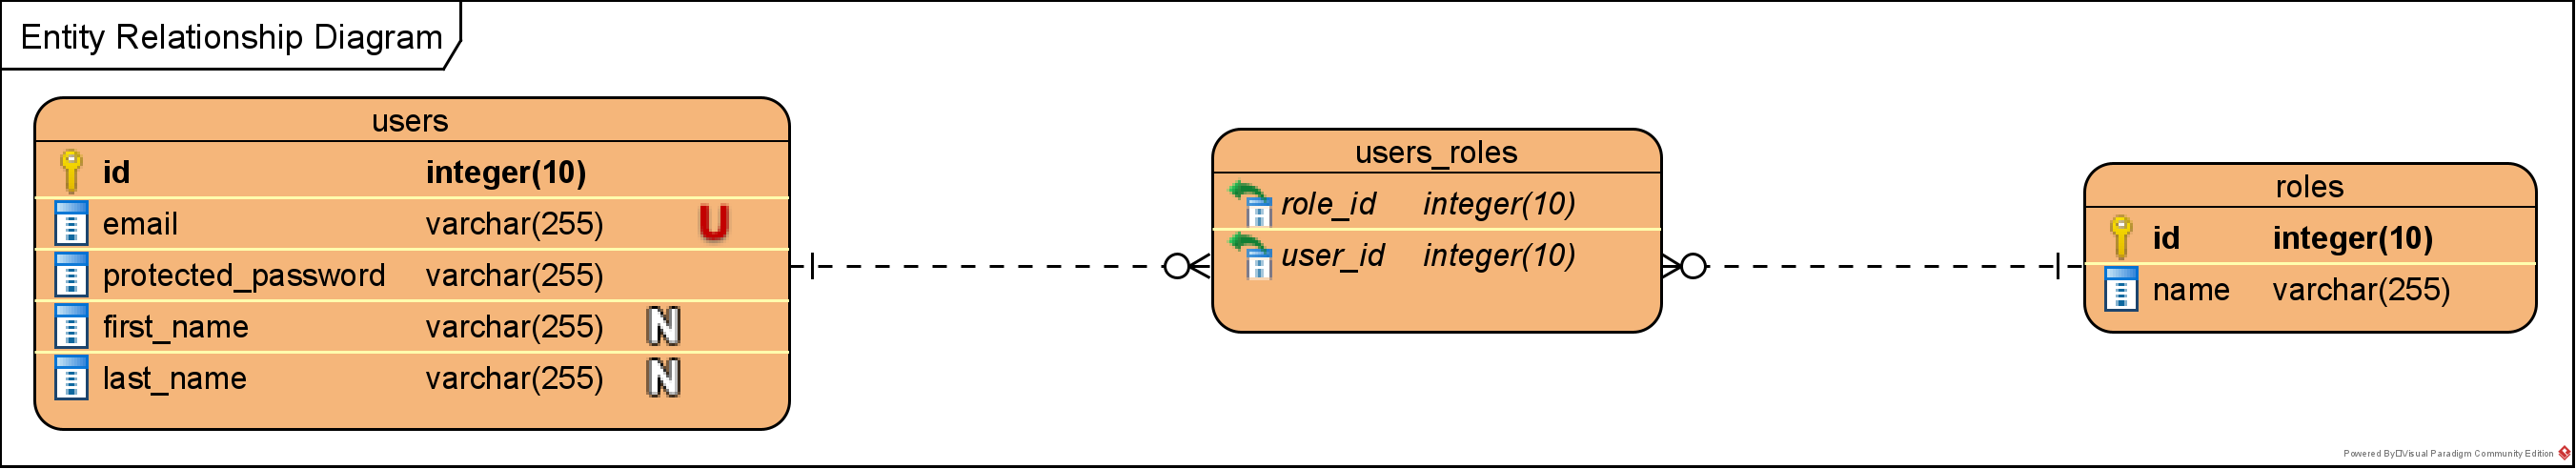 Entity Relationship Diagram
users
id integer(10)
email varchar(255) U
protected_password varchar(255)
first_name varchar(255) N
last_name varchar(255) N
users_roles
role_id integer(10)
user_id integer(10)
roles
id integer(10)
name varchar(255)
Powered By Visual Paradigm Community Edition